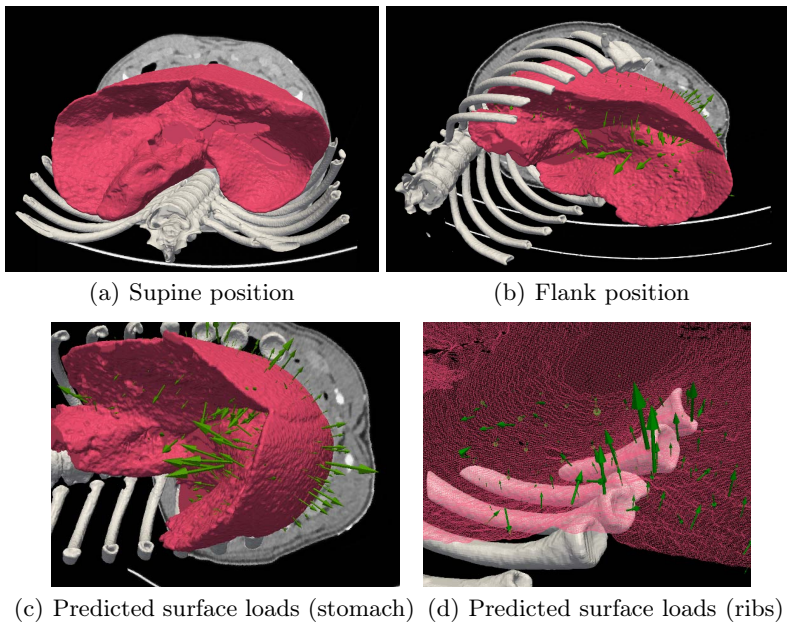 (a) Supine position
(b) Flank position
(c) Predicted surface loads (stomach)
(d) Predicted surface loads (ribs)